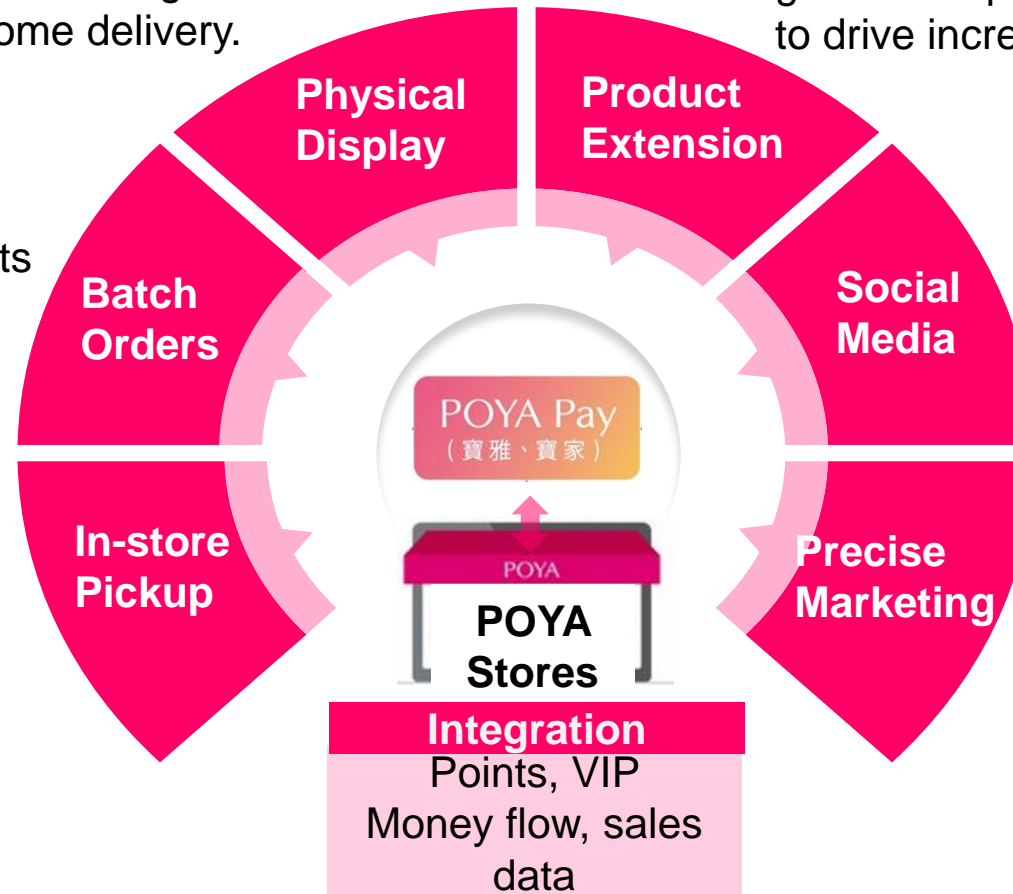 ome delivery.
to drive incre
Physical
Display
Product
Extension
ts
Batch
Orders
Social
Media
POYA Pay
(寶雅、寶家)
In-store
Pickup
POYA
Precise
Marketing
POYA
Stores
Integration
Points, VIP
Money flow, sales
data